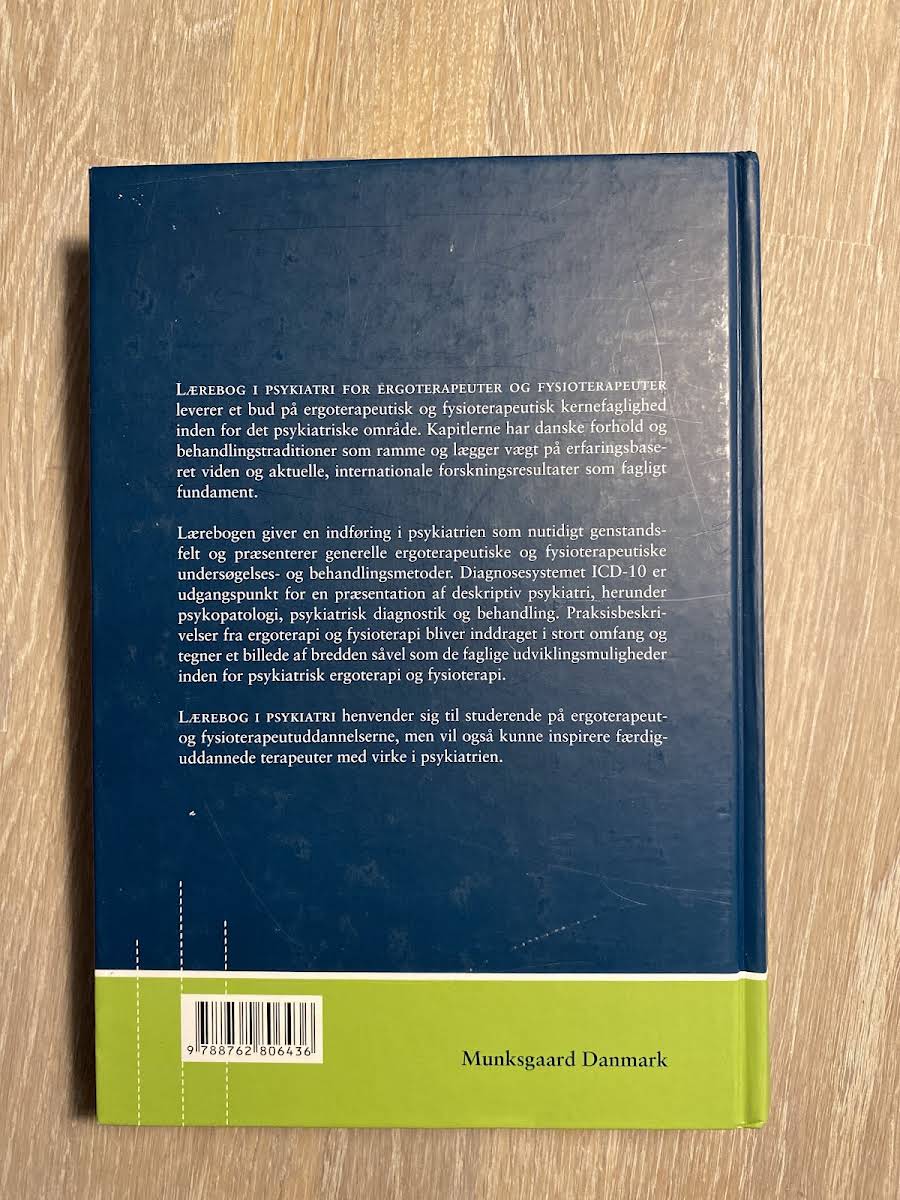 LÆREBOG I PSYKIATRI FOR ERGOTERAPEUTER OG FYSIOTERAPEUTER
leverer et bud på ergoterapeutisk og fysioterapeutisk kernefaglighed
inden for det psykiatriske område. Kapitlerne har danske forhold og
behandlingstraditioner som ramme og lægger vægt på erfaringsbase-
ret viden og aktuelle, internationale forskningsresultater som fagligt
fundament.
Lærebogen giver en indføring i psykiatrien som nutidigt genstands-
felt og præsenterer generelle ergoterapeutiske og fysioterapeutiske
undersøgelses- og behandlingsmetoder. Diagnosesystemet ICD-10 er
udgangspunkt for en præsentation af deskriptiv psykiatri, herunder
psykopatologi, psykiatrisk diagnostik og behandling. Praksisbeskri-
velser fra ergoterapi og fysioterapi bliver inddraget i stort omfang og
tegner et billede af bredden såvel som de faglige udviklingsmuligheder
inden for psykiatrisk ergoterapi og fysioterapi.
LÆREBOG I PSYKIATRI henvender sig til studerende på ergoterapeut-
og fysioterapeutuddannelserne, men vil også kunne inspirere færdig-
uddannede terapeuter med virke i psykiatrien.
9 788762 806436
Munksgaard Danmark